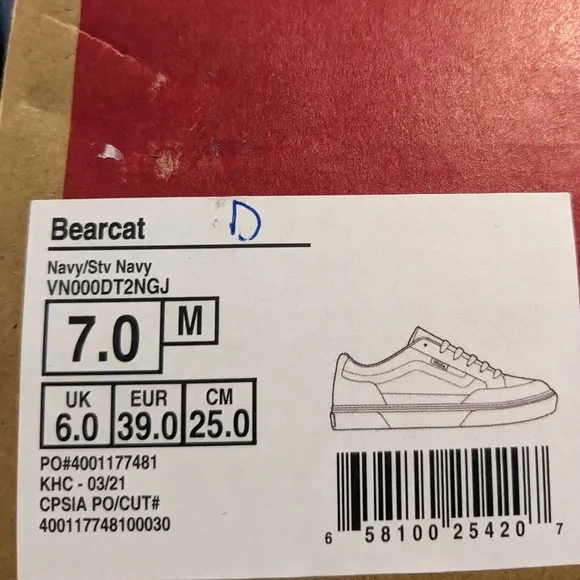 Bearcat D
Navy/Stv Navy
VN000DT2NGJ
7.0 M
UK EUR CM
6.0 39.0 25.0
PO#4001177481
KHC - 03/21
CPSIA PO/CUT#
400117748100030
6 58100 25420 7